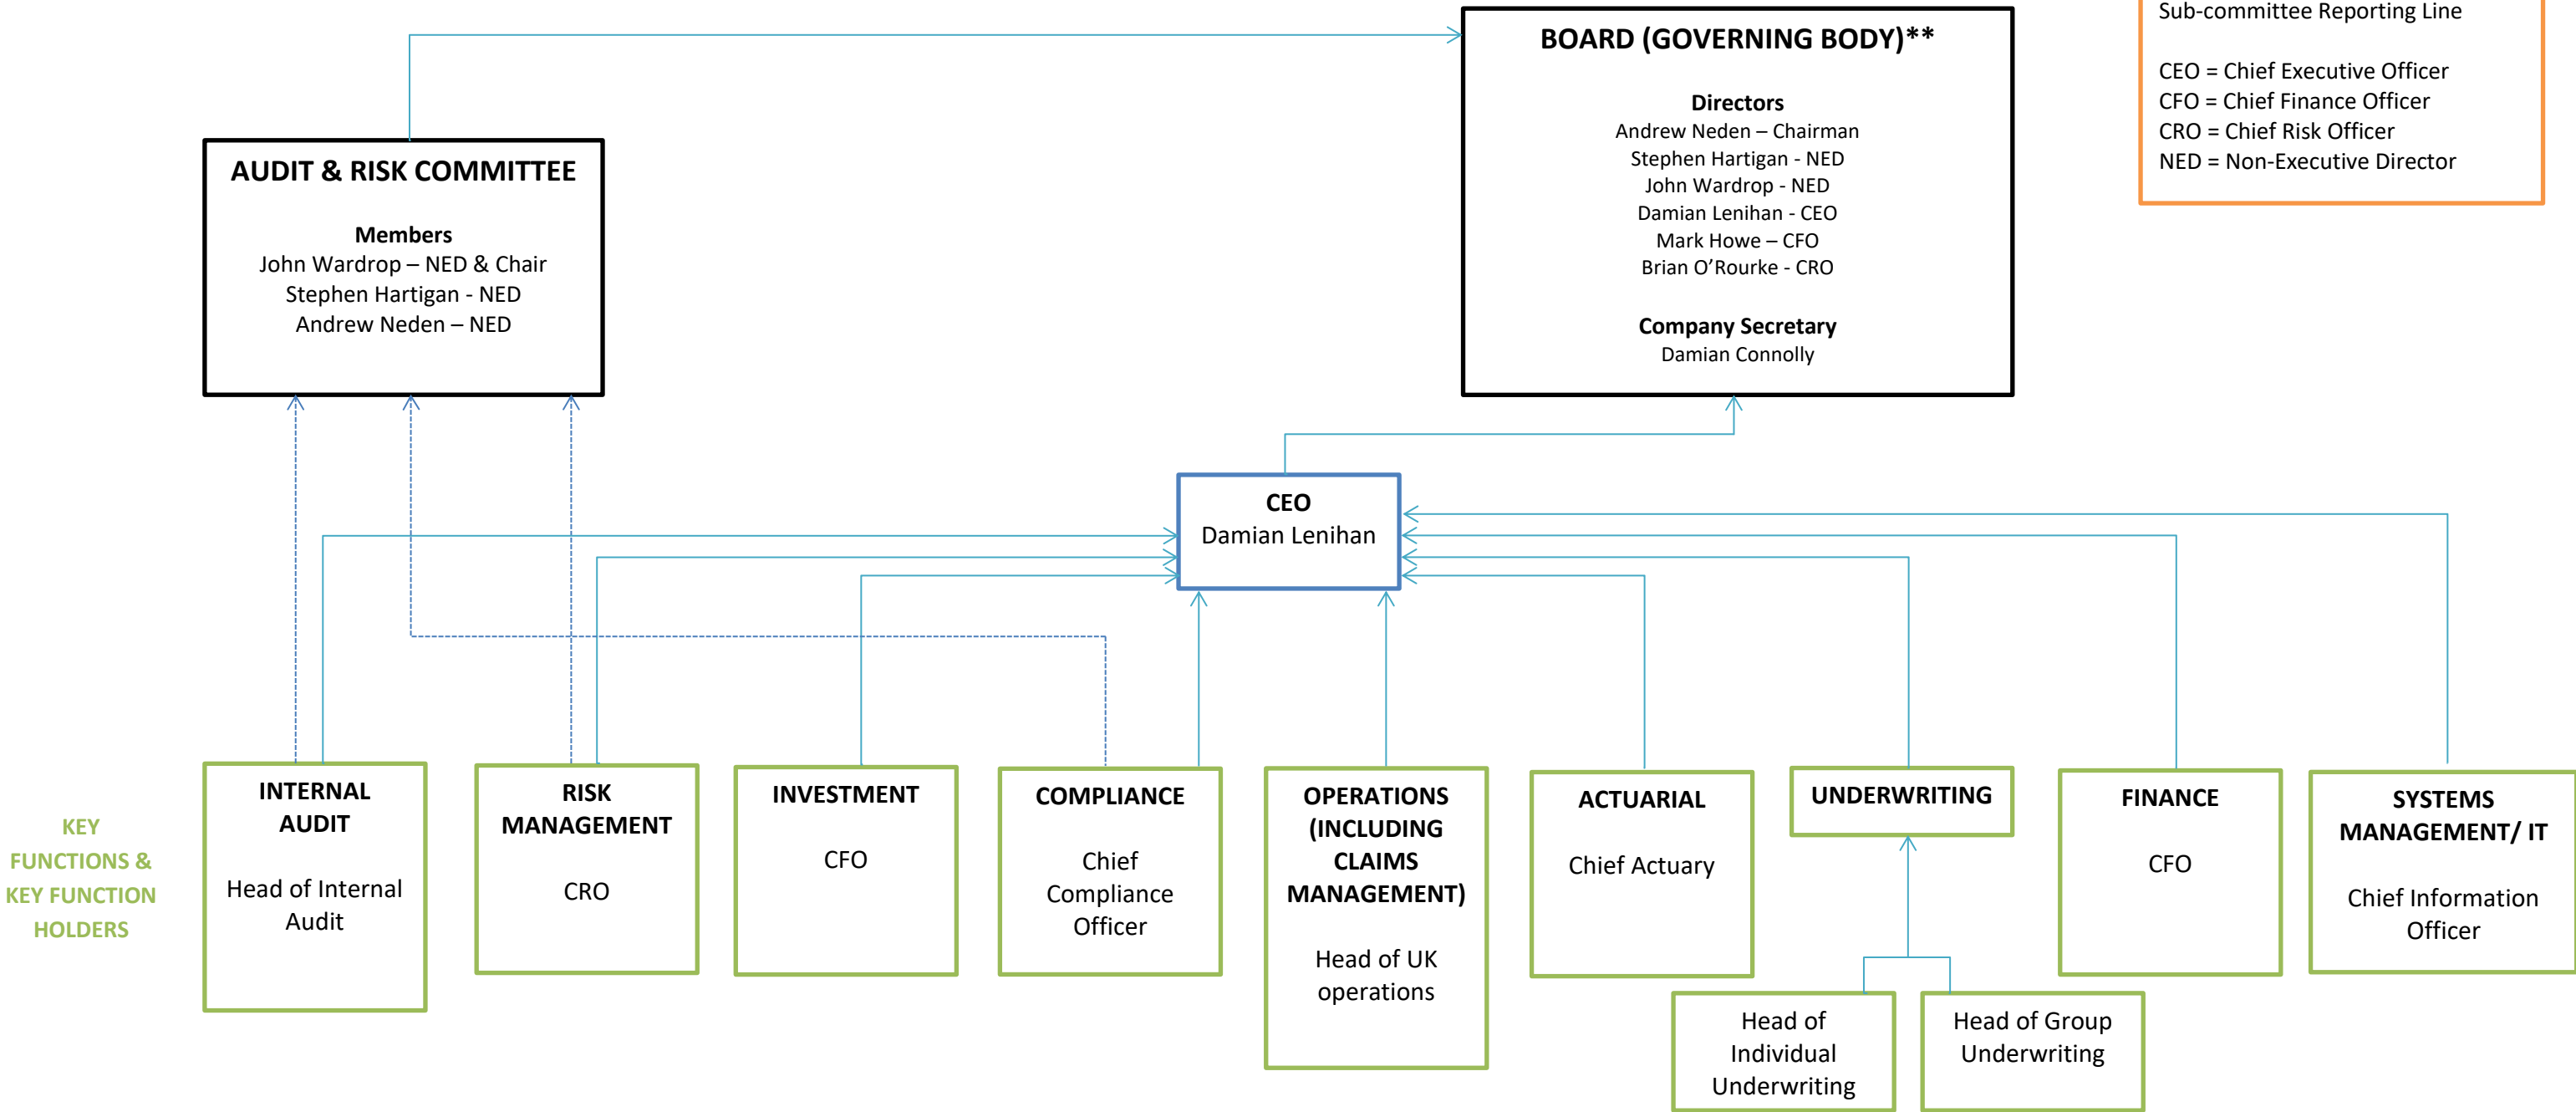 Sub-committee Reporting Line
CEO = Chief Executive Officer
CFO = Chief Finance Officer
CRO = Chief Risk Officer
NED = Non-Executive Director
BOARD (GOVERNING BODY)**
Directors
Andrew Neden – Chairman
Stephen Hartigan - NED
John Wardrop - NED
Damian Lenihan - CEO
Mark Howe – CFO
Brian O’Rourke - CRO
Company Secretary
Damian Connolly
AUDIT & RISK COMMITTEE
Members
John Wardrop – NED & Chair
Stephen Hartigan - NED
Andrew Neden – NED
CEO
Damian Lenihan
KEY
FUNCTIONS &
KEY FUNCTION
HOLDERS
INTERNAL
AUDIT
Head of Internal
Audit
RISK
MANAGEMENT
CRO
INVESTMENT
CFO
COMPLIANCE
Chief
Compliance
Officer
OPERATIONS
(INCLUDING
CLAIMS
MANAGEMENT)
Head of UK
operations
ACTUARIAL
Chief Actuary
UNDERWRITING
Head of
Individual
Underwriting
Head of Group
Underwriting
FINANCE
CFO
SYSTEMS
MANAGEMENT/ IT
Chief Information
Officer